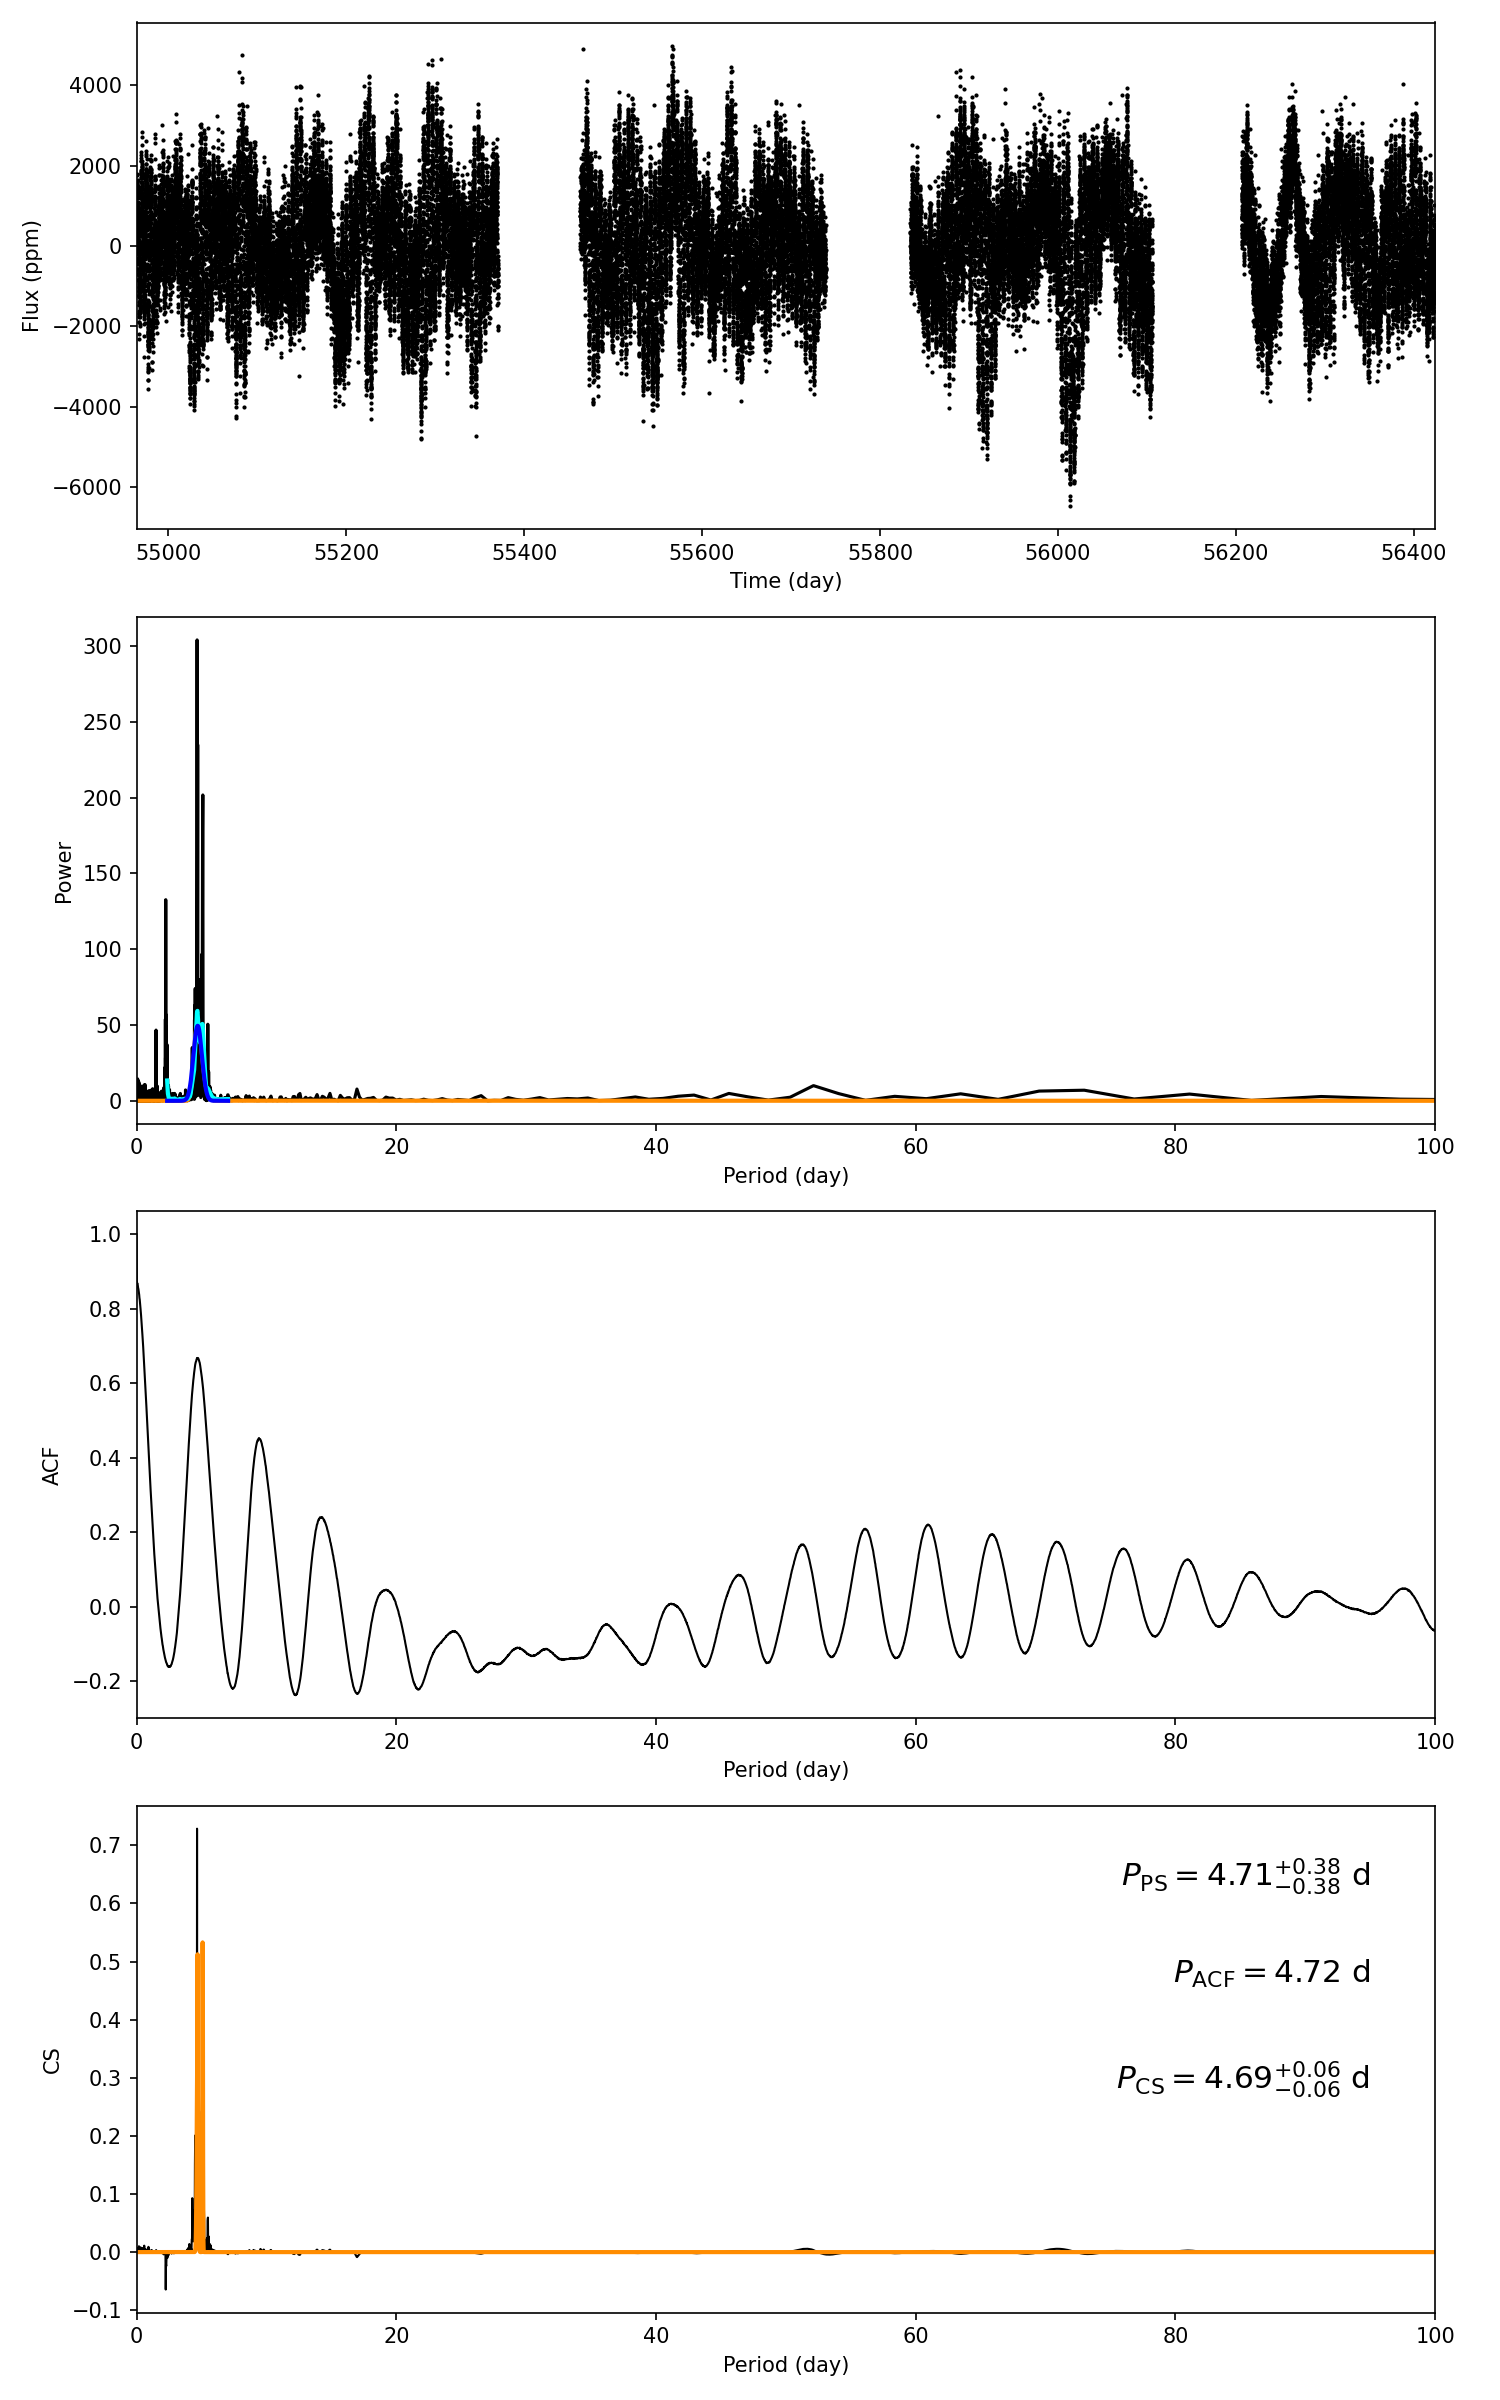 4000
2000
0
−2000
−4000
−6000
Flux (ppm)
55000 55200 55400 55600 55800 56000 56200 56400
Time (day)
300
250
200
150
100
50
0
Power
0 20 40 60 80 100
Period (day)
1.0
0.8
0.6
0.4
0.2
0.0
−0.2
ACF
0 20 40 60 80 100
Period (day)
0.7
0.6
0.5
0.4
0.3
0.2
0.1
0.0
−0.1
CS
P_PS = 4.71 +0.38 −0.38 d
P_ACF = 4.72 d
P_CS = 4.69 +0.06 −0.06 d
0 20 40 60 80 100
Period (day)